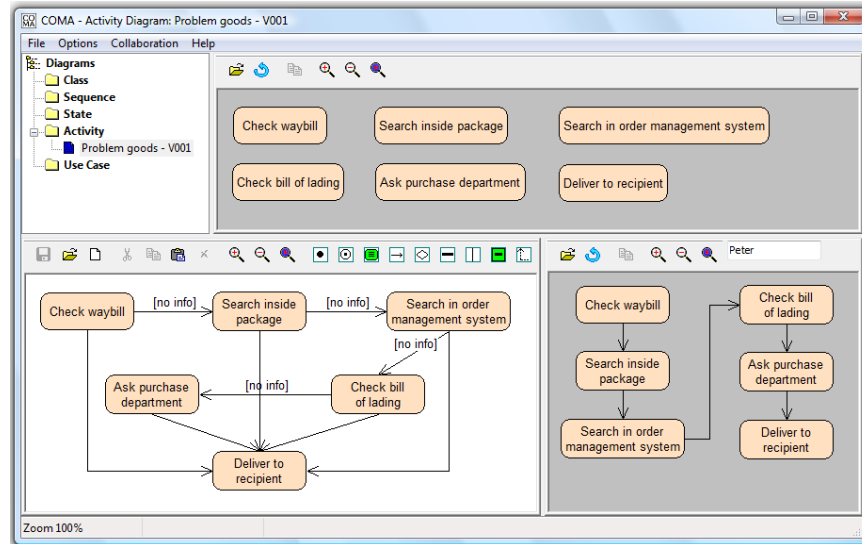 CO
MA
COMA - Activity Diagram: Problem goods - V001
File Options Collaboration Help
Diagrams
Class
Sequence
State
Activity
Problem goods - V001
Use Case
Check waybill
Search inside package
Search in order management system
Check bill of lading
Ask purchase department
Deliver to recipient
Check waybill
[no info]
Search inside
package
[no info]
Search in order
management system
[no info]
Ask purchase
department
[no info]
Check bill
of lading
Deliver to
recipient
Peter
Check waybill
Search inside
package
Search in order
management system
Check bill
of lading
Ask purchase
department
Deliver to
recipient
Zoom 100%